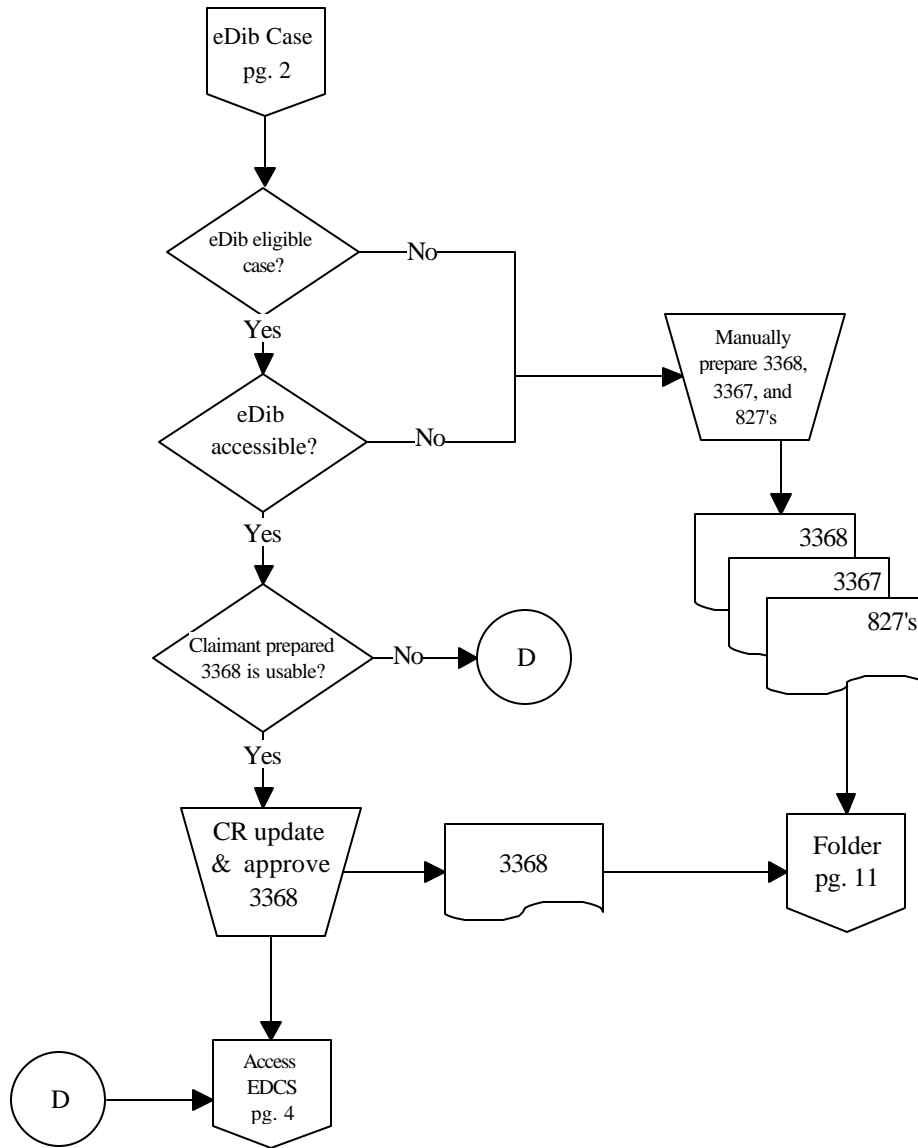 eDib Case
pg. 2
eDib eligible
case?
No
Yes
Manually
prepare 3368,
3367, and
827's
eDib
accessible?
No
Yes
3368
3367
827's
Claimant prepared
3368 is usable?
No
D
Yes
CR update
& approve
3368
3368
Folder
pg. 11
Access
EDCS
pg. 4
D